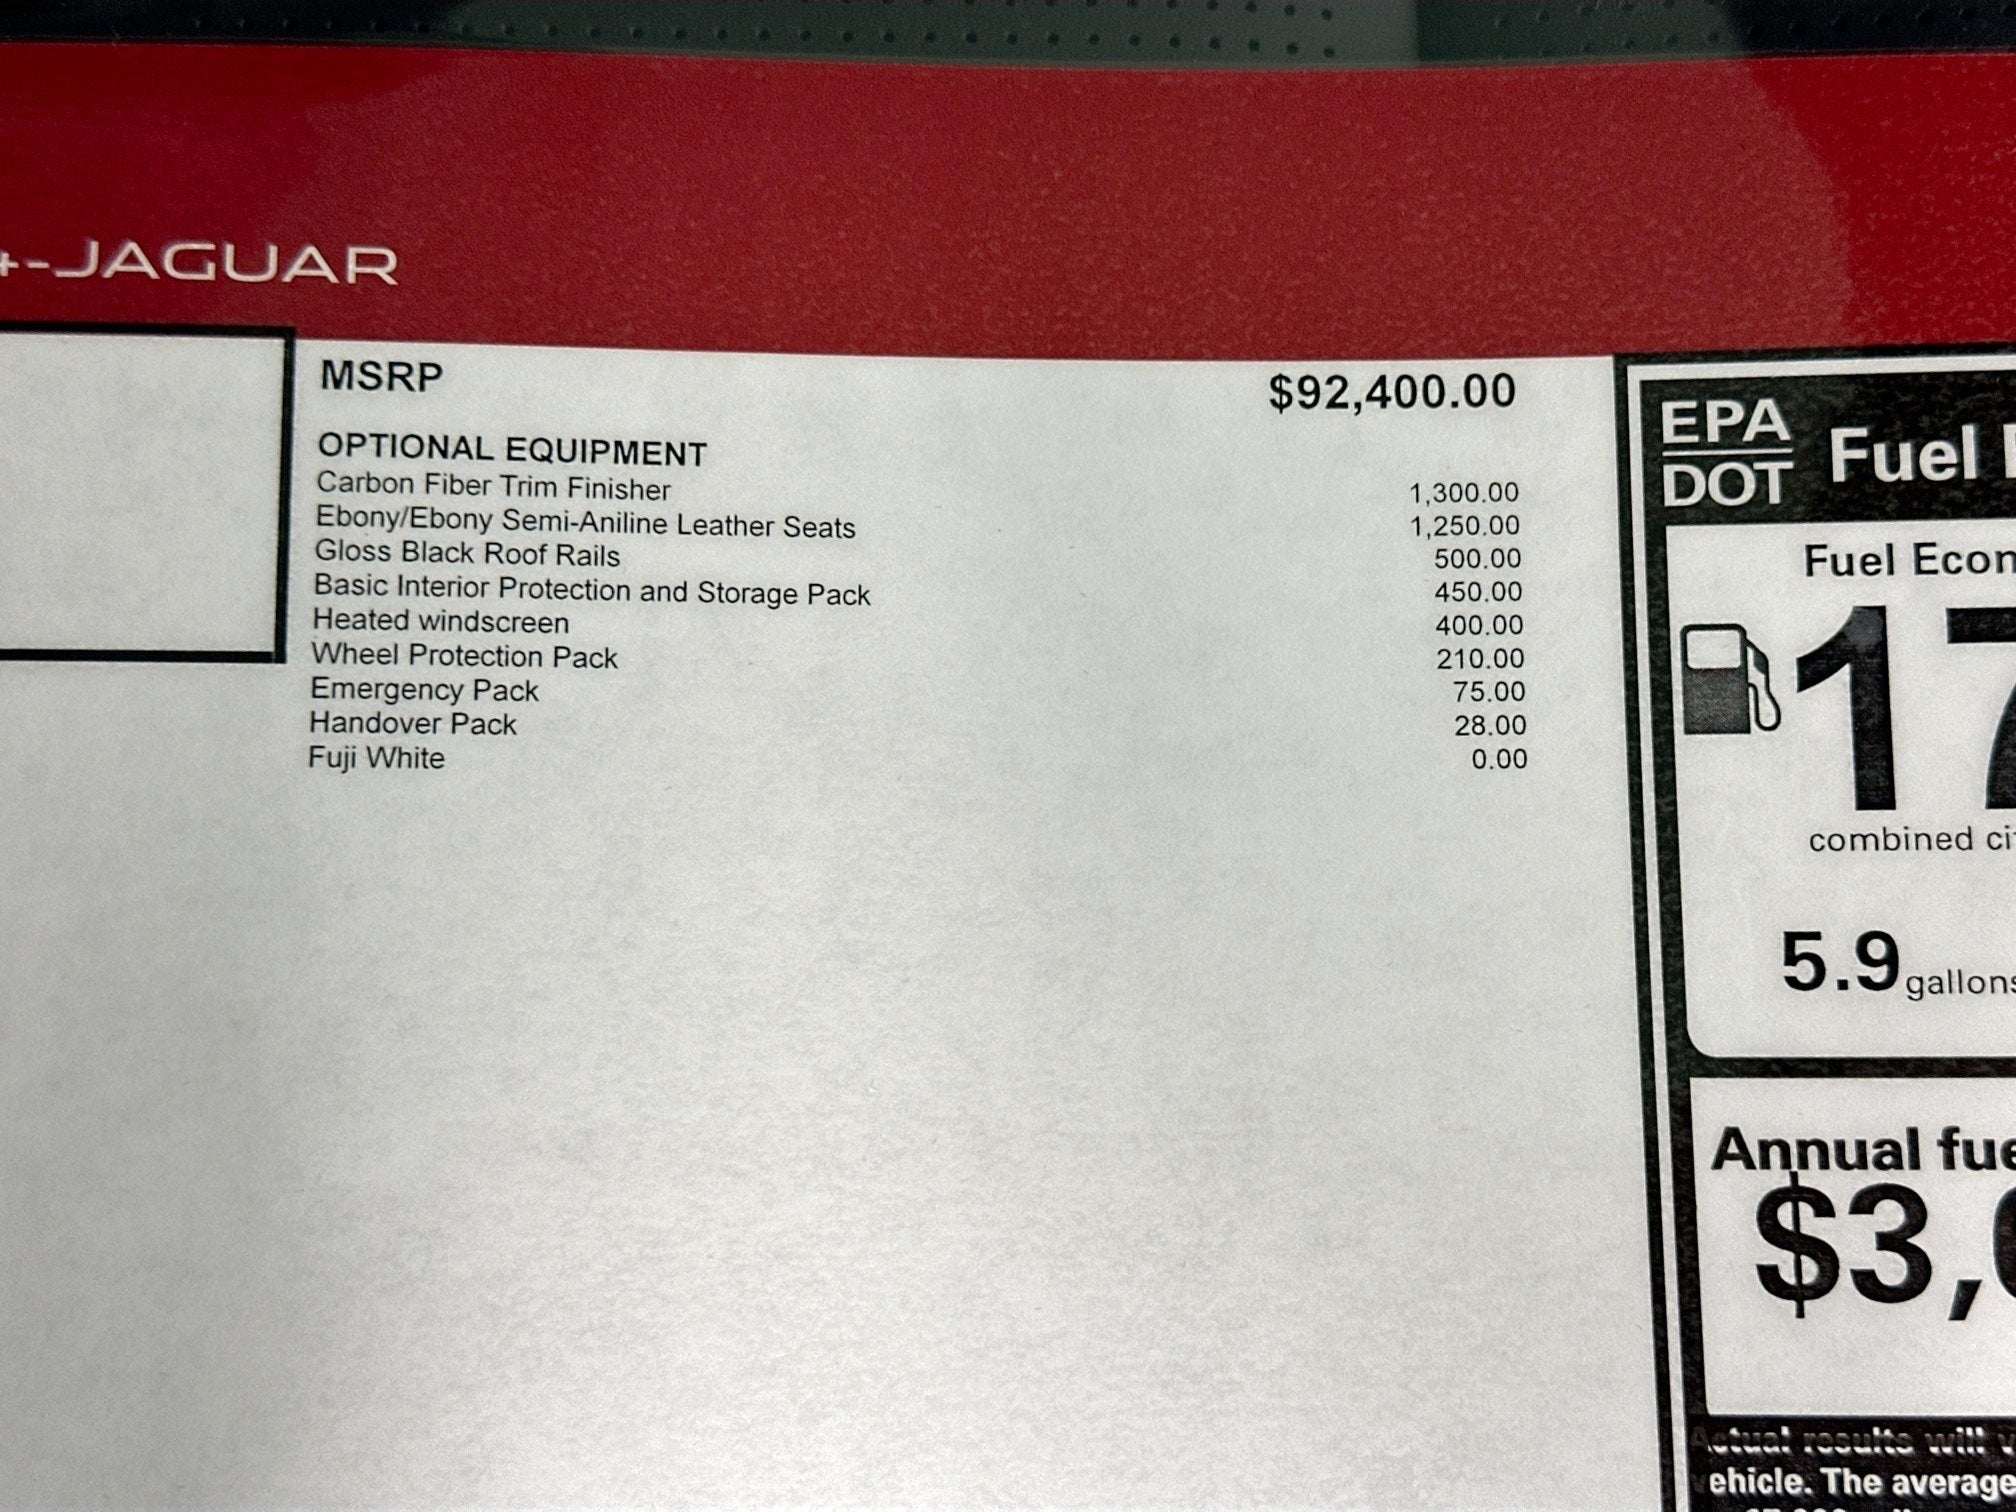 -JAGUAR
MSRP $92,400.00
OPTIONAL EQUIPMENT
Carbon Fiber Trim Finisher 1,300.00
Ebony/Ebony Semi-Aniline Leather Seats 1,250.00
Gloss Black Roof Rails 500.00
Basic Interior Protection and Storage Pack 450.00
Heated windscreen 400.00
Wheel Protection Pack 210.00
Emergency Pack 75.00
Handover Pack 28.00
Fuji White 0.00
EPA
DOT
Fuel
Fuel Econ
17
combined
5.9 gallons
Annual
$3,
Actual results will
ehicle. The average